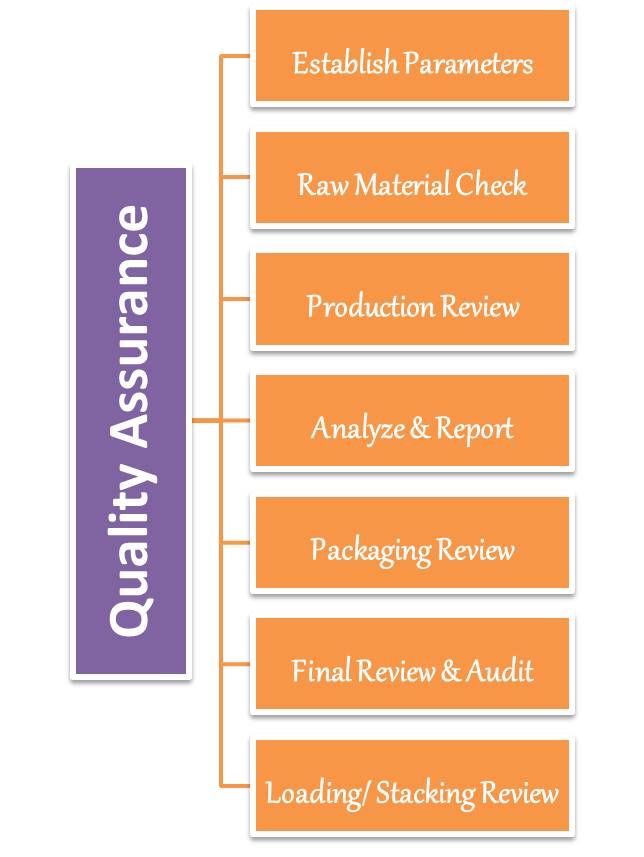 Quality Assurance
Establish Parameters
Raw Material Check
Production Review
Analyze & Report
Packaging Review
Final Review & Audit
Loading/ Stacking Review